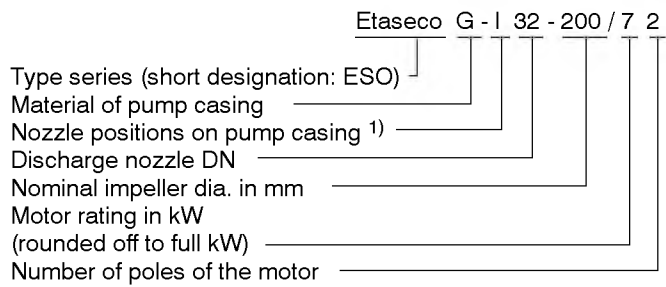 Etaseco G - I 32 - 200 / 7 2
Type series (short designation: ESO)
Material of pump casing
Nozzle positions on pump casing 1)
Discharge nozzle DN
Nominal impeller dia. in mm
Motor rating in kW
(rounded off to full kW)
Number of poles of the motor